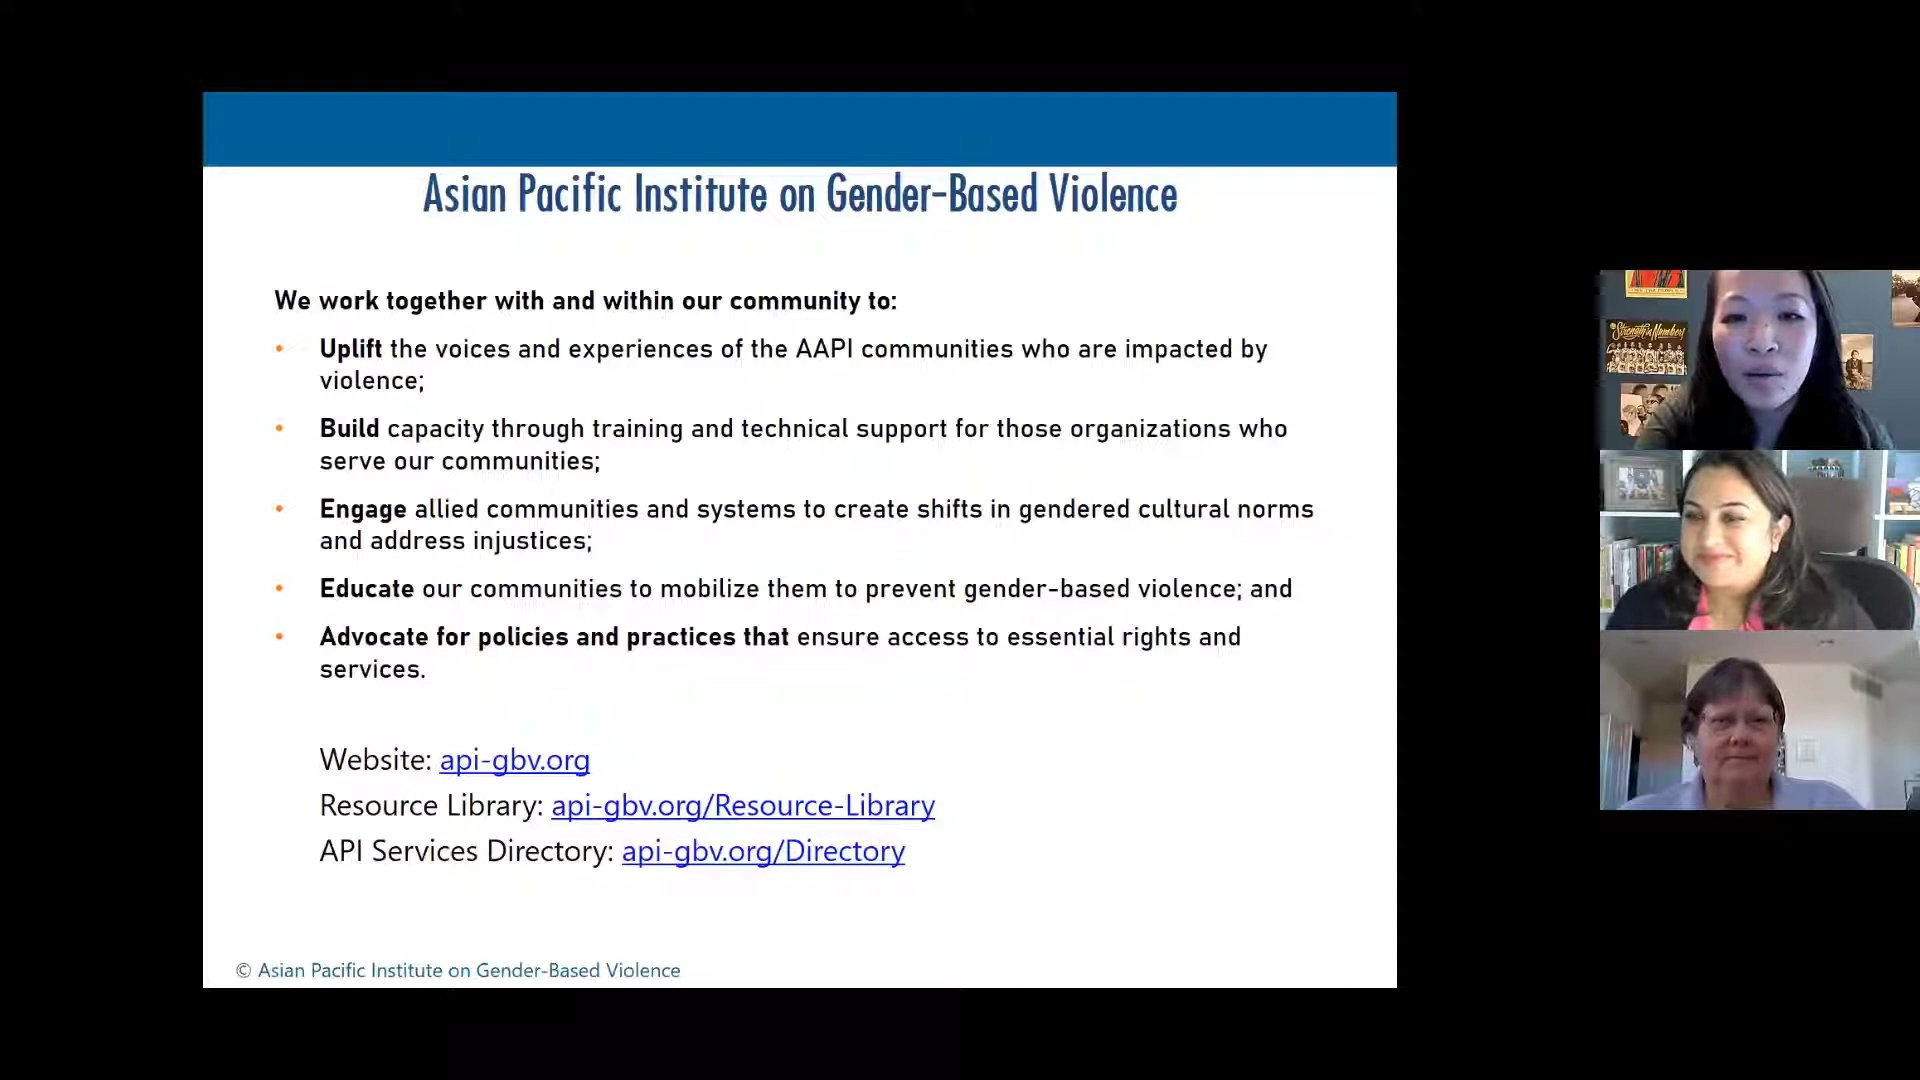 Asian Pacific Institute on Gender-Based Violence
We work together with and within our community to:
• Uplift the voices and experiences of the AAPI communities who are impacted by
violence;
• Build capacity through training and technical support for those organizations who
serve our communities;
• Engage allied communities and systems to create shifts in gendered cultural norms
and address injustices;
• Educate our communities to mobilize them to prevent gender-based violence; and
• Advocate for policies and practices that ensure access to essential rights and
services.
Website: api-gbv.org
Resource Library: api-gbv.org/Resource-Library
API Services Directory: api-gbv.org/Directory
© Asian Pacific Institute on Gender-Based Violence
Strength in Numbers